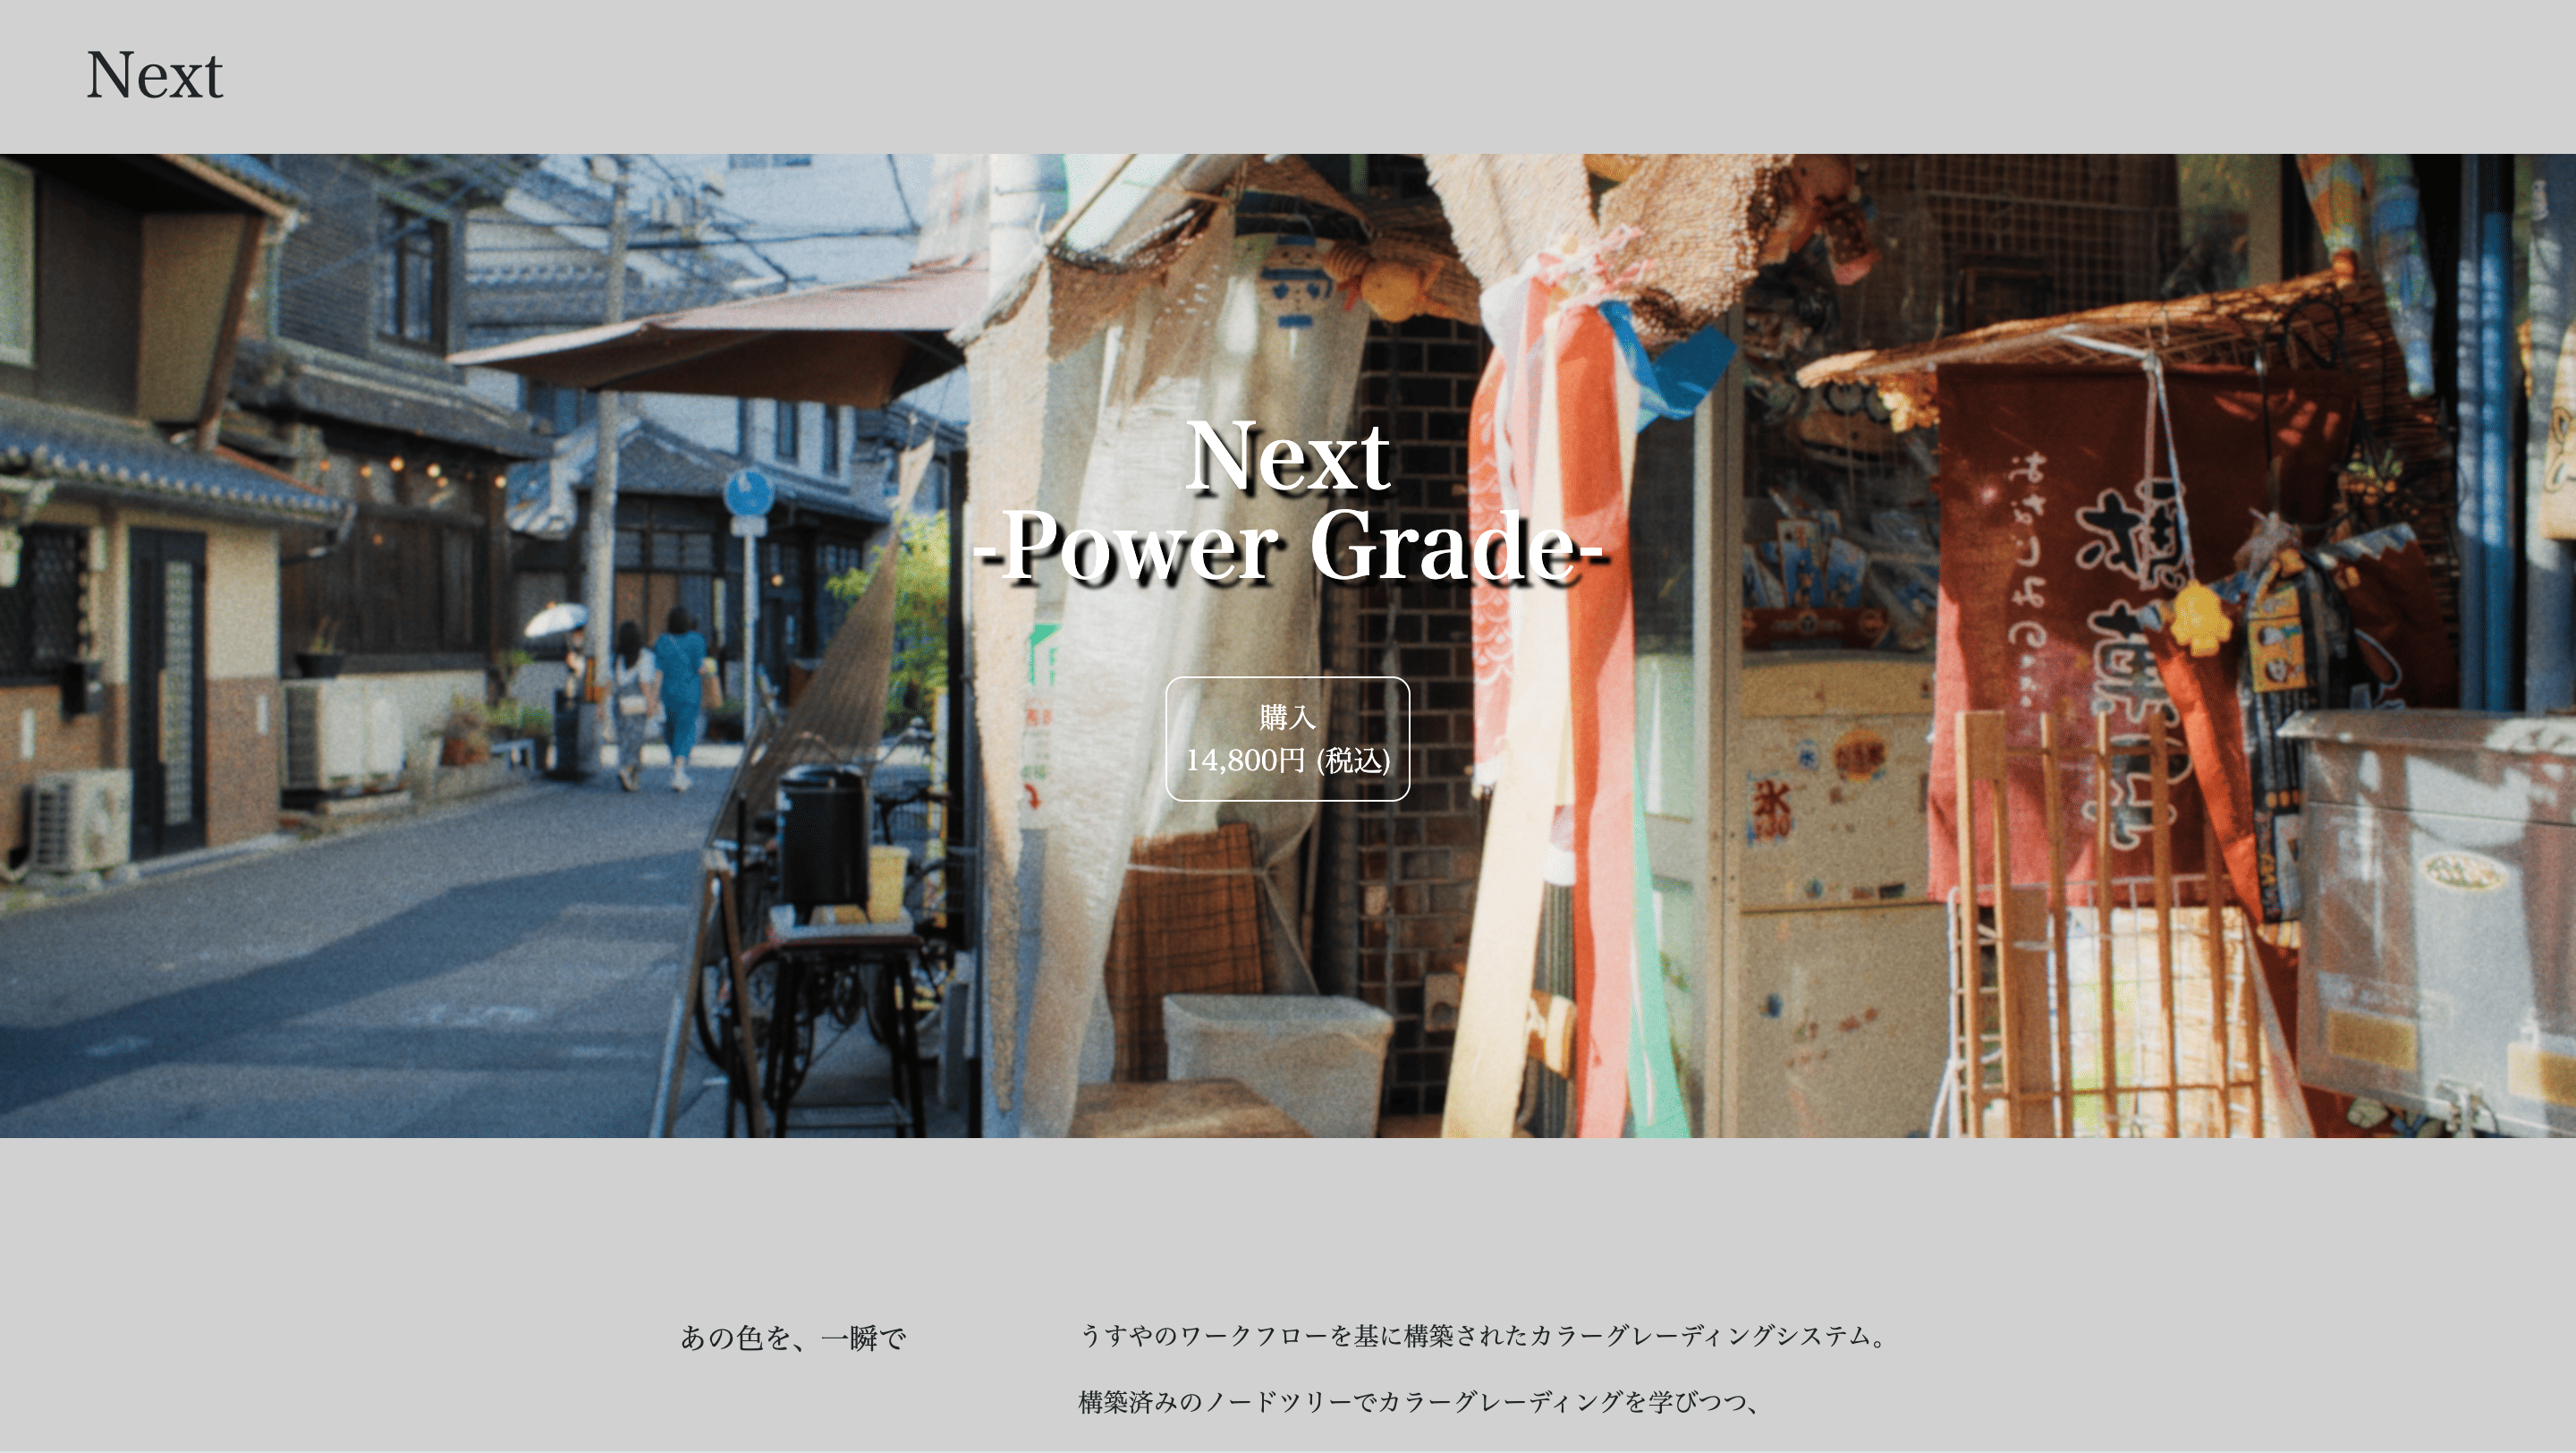 Next
Next
-Power Grade-
購入
14,800円 (税込)
氷
あの色を、一瞬で
うすやのワークフローを基に構築されたカラーグレーディングシステム。
構築済みのノードツリーでカラーグレーディングを学びつつ、